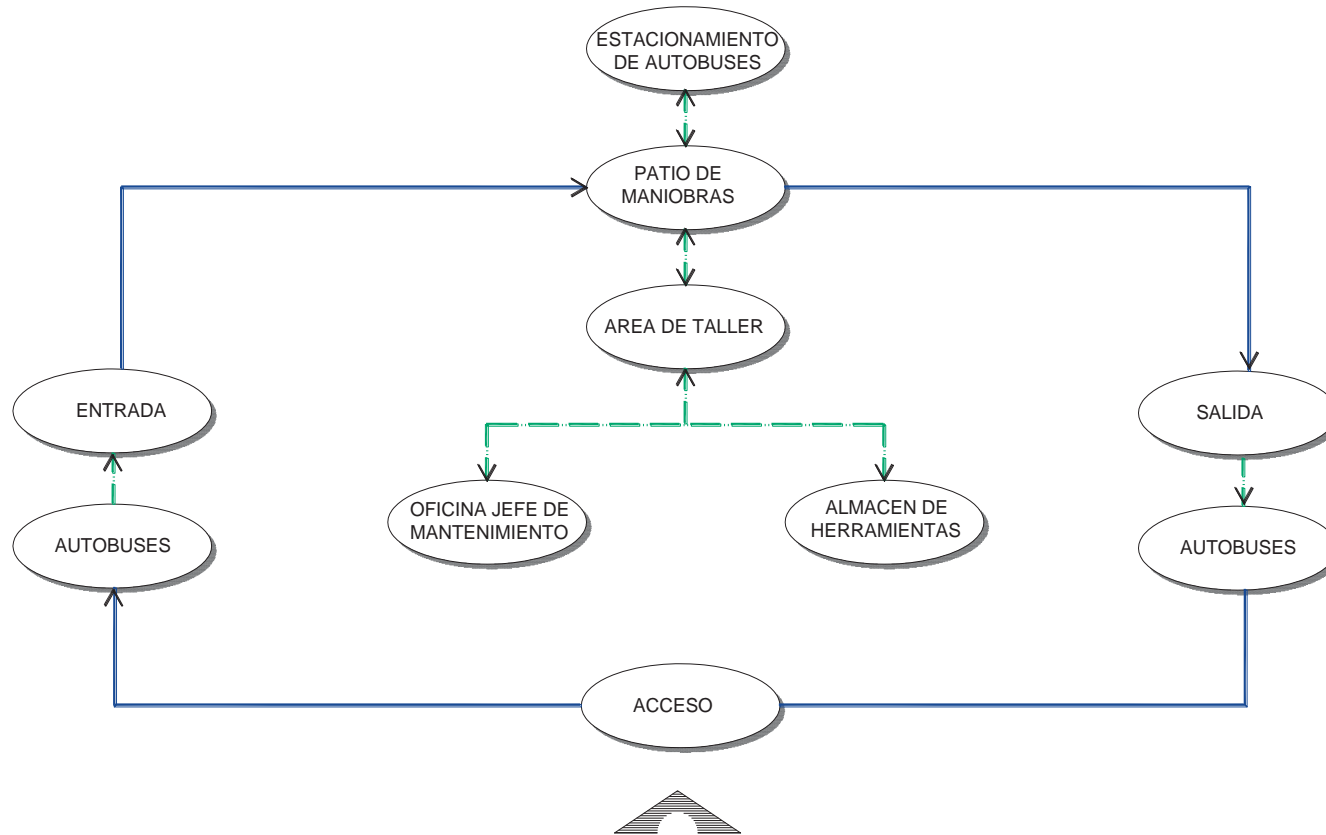 ESTACIONAMIENTO
DE AUTOBUSES
PATIO DE
MANIOBRAS
AREA DE TALLER
ENTRADA
SALIDA
OFICINA JEFE DE
MANTENIMIENTO
ALMACEN DE
HERRAMIENTAS
AUTOBUSES
AUTOBUSES
ACCESO